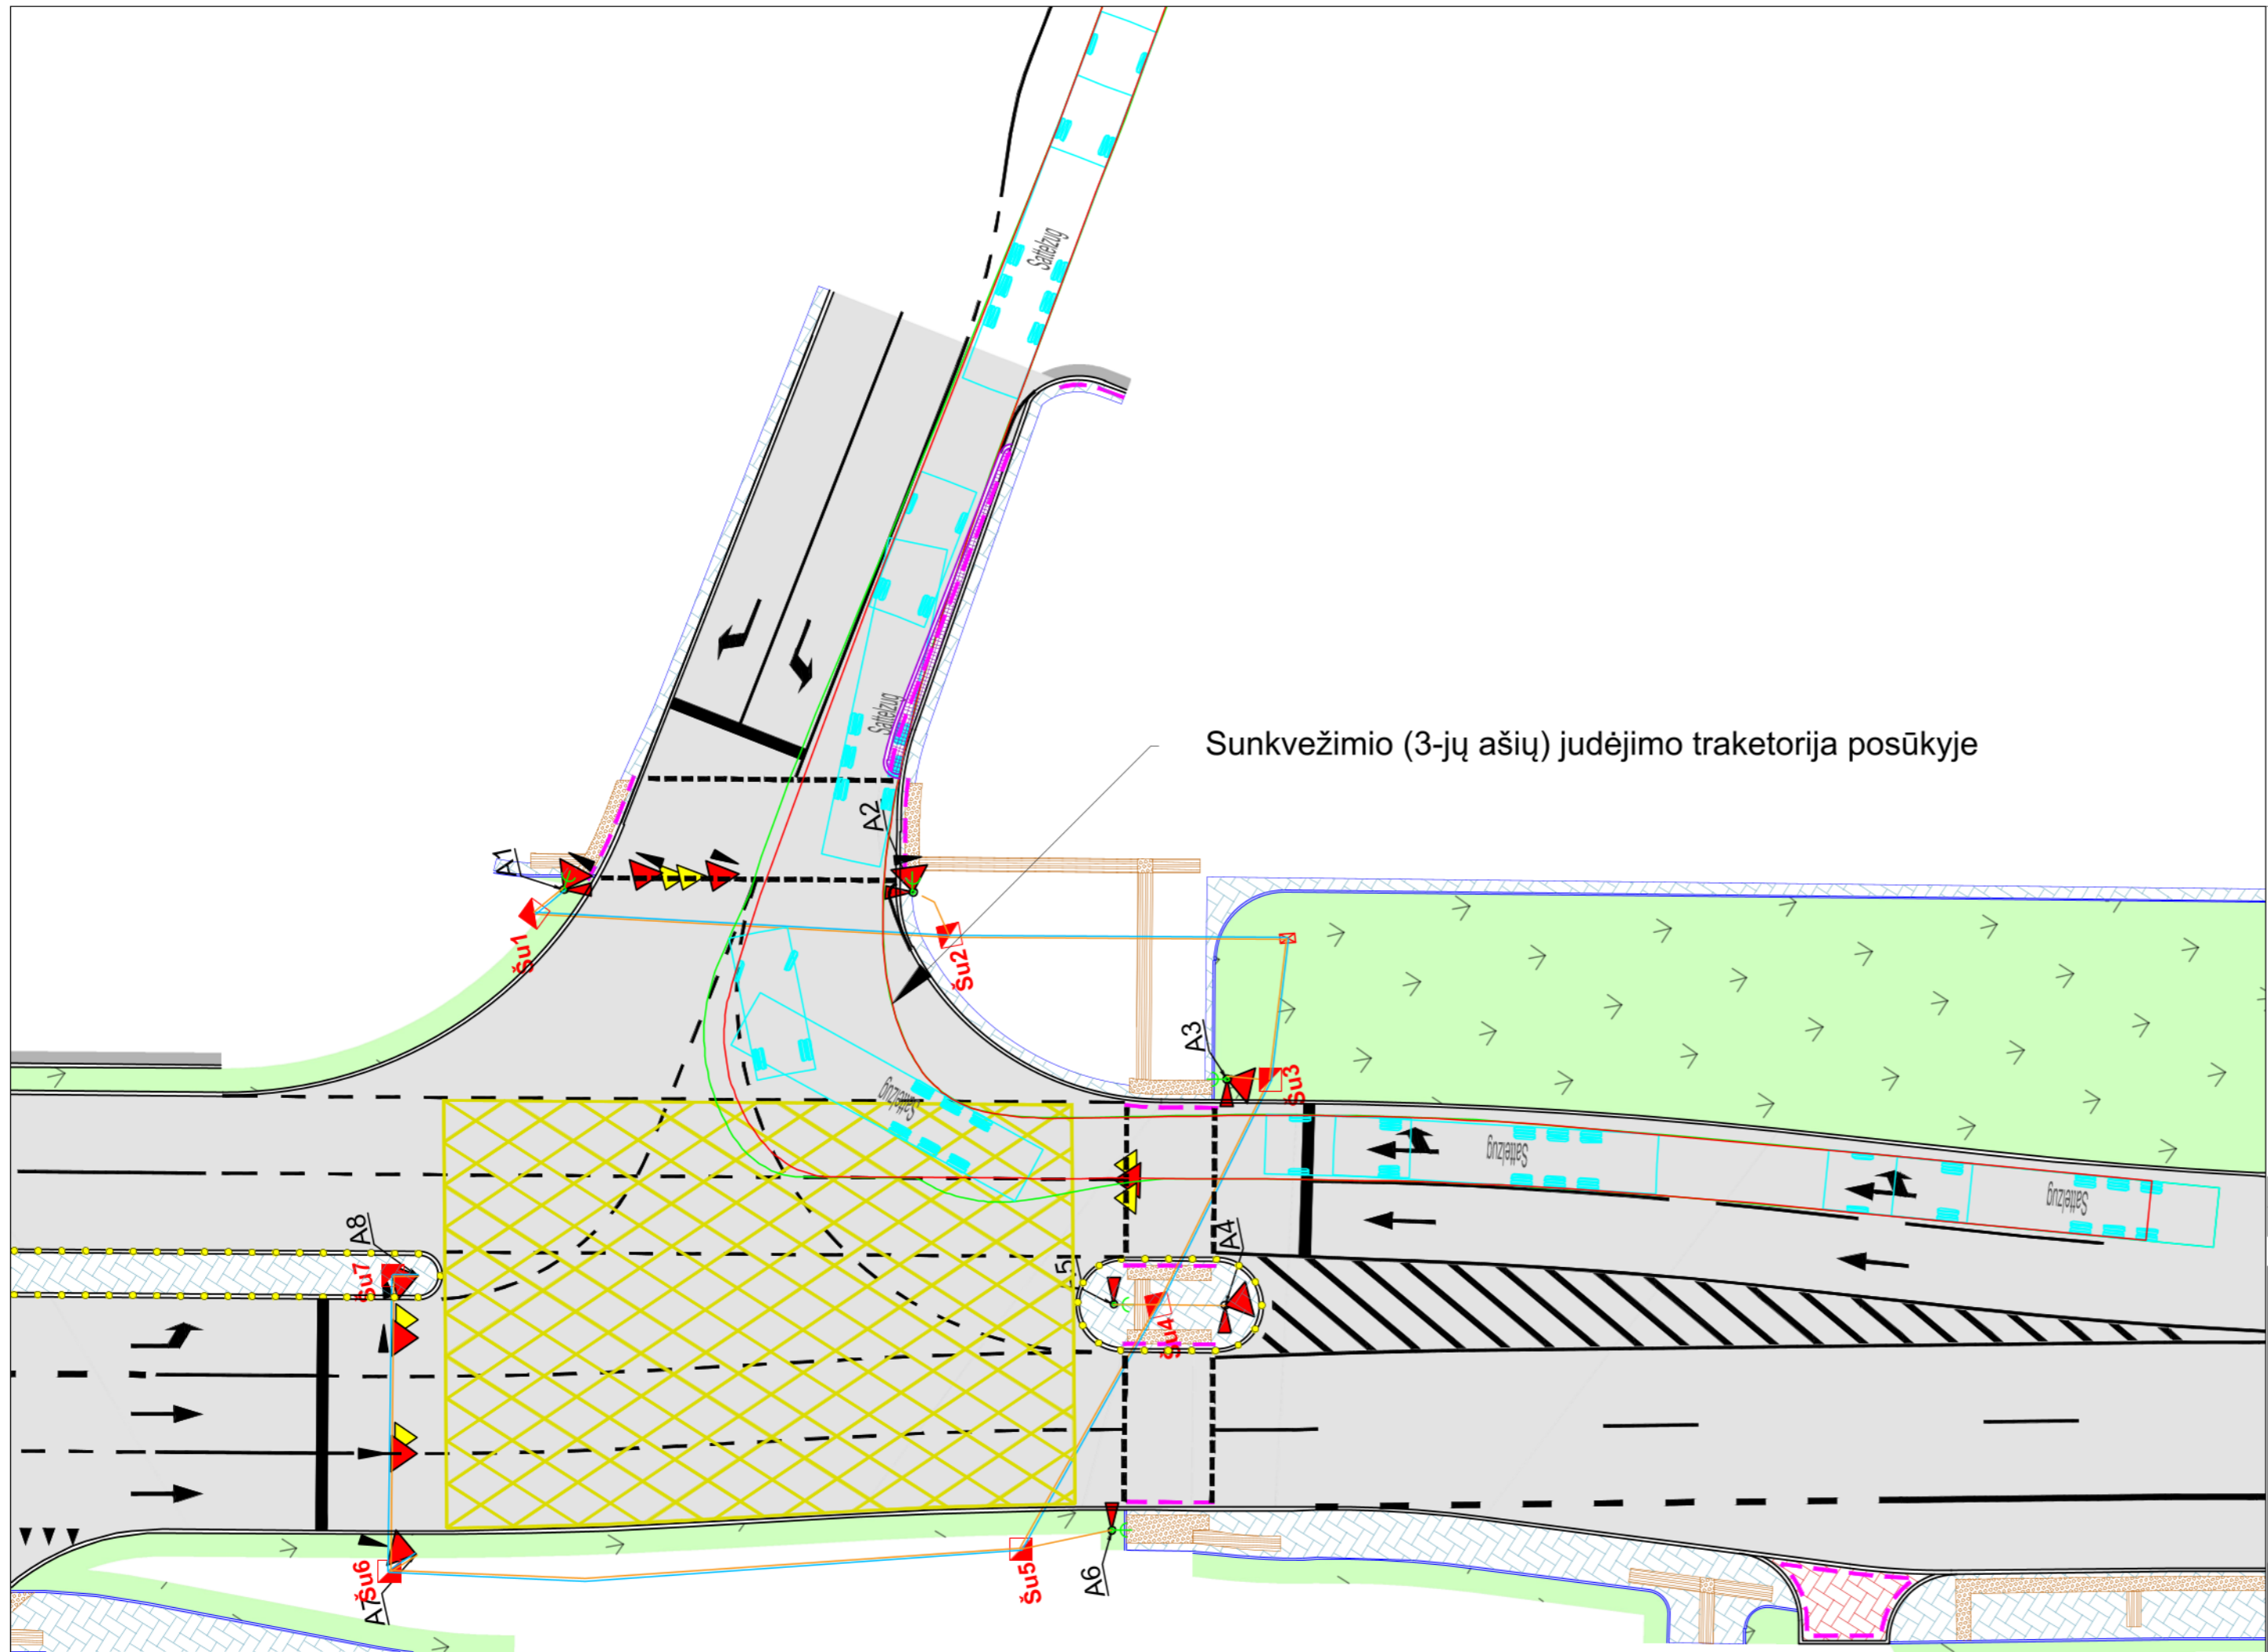 Sattelzug
Sattelzug
Sunkvežimio (3-jų ašių) judėjimo traketorija posūkyje
A2
A1
Šu1
Šu2
A3
Šu3
Sattelzug
Sattelzug
Sattelzug
A8
A4
Šu7
5
Šu4
Šu6
A7
Šu5
A6